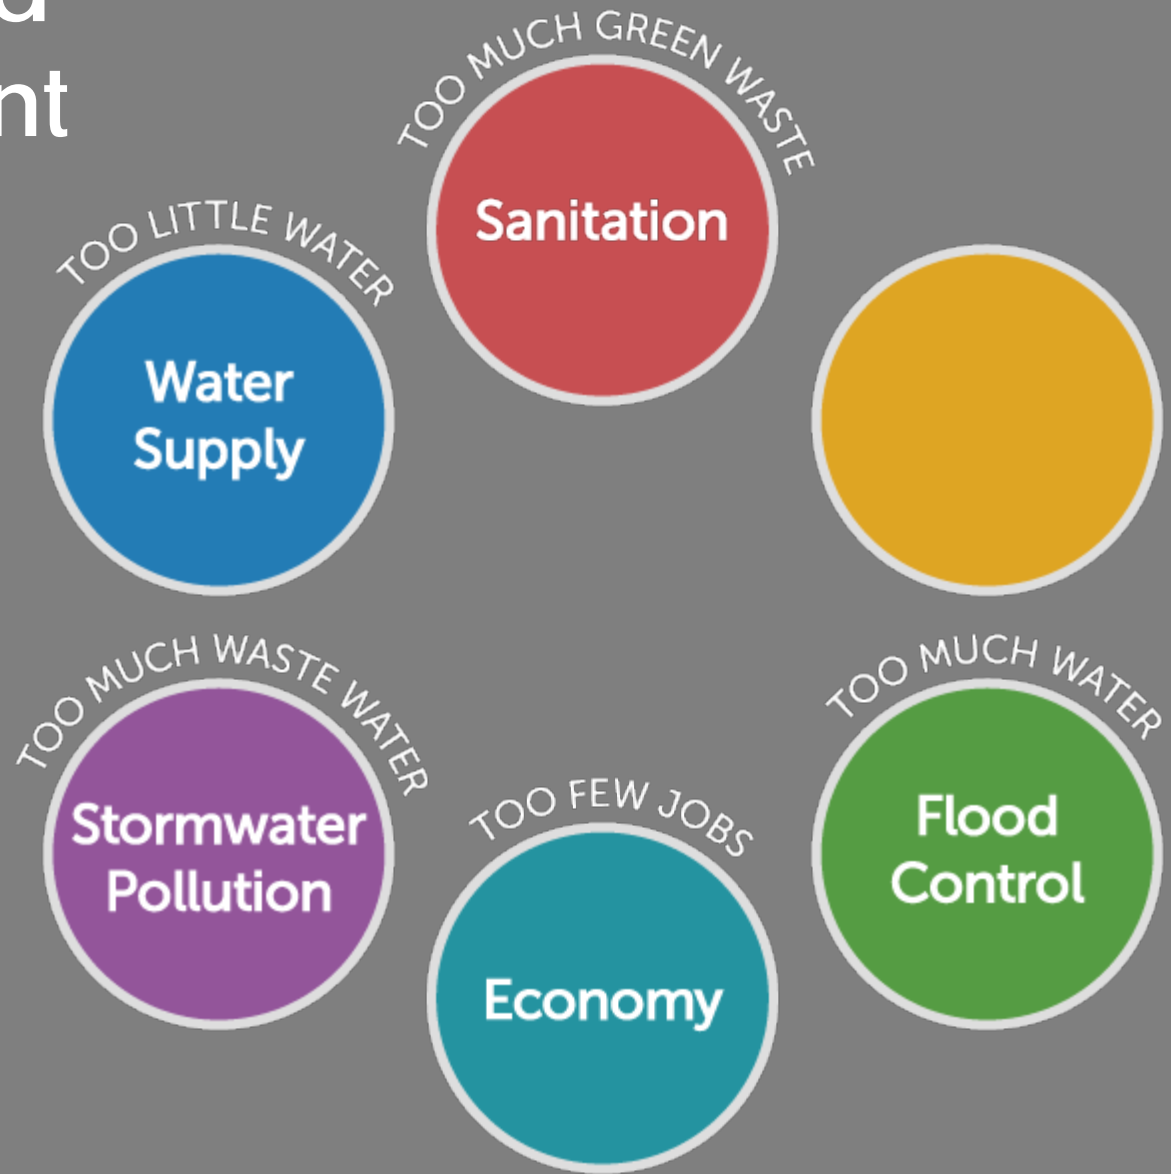 nt
TOO MUCH GREEN WASTE
Sanitation
TOO LITTLE WATER
Water
Supply
TOO MUCH WASTE WATER
Stormwater
Pollution
TOO FEW JOBS
Economy
TOO MUCH WATER
Flood
Control